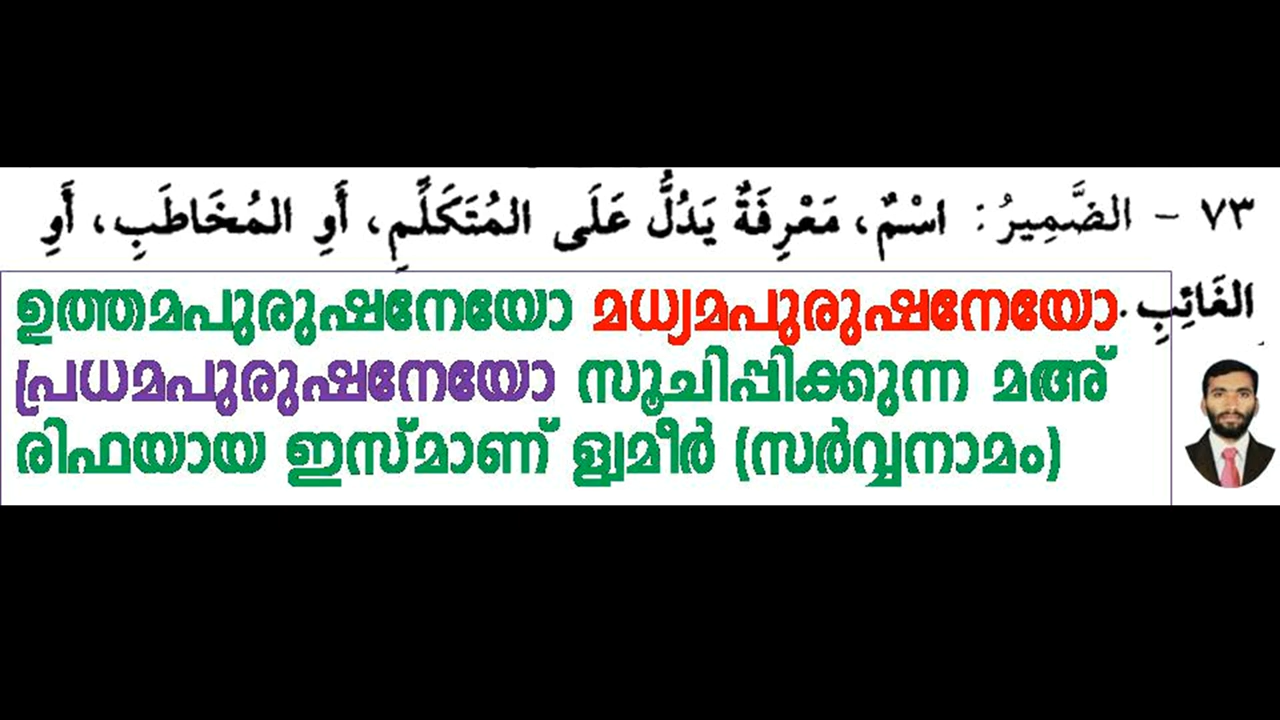 ٧٣ - الضَّمِيرُ: اسْمٌ، مَعْرِفَةٌ يَدُلُّ عَلَى المُتَكَلِّمِ، أَوِ المُخَاطَبِ، أَوِ
الغَائِبِ.
ഉത്തമപുരുഷനേയോ മധ്യമപുരുഷനേയോ
പ്രധമപുരുഷനേയോ സൂചിപ്പിക്കുന്ന മഅ്
രിഫയായ ഇസ്മാണ് ള്വമീർ (സർവ്വനാമം)